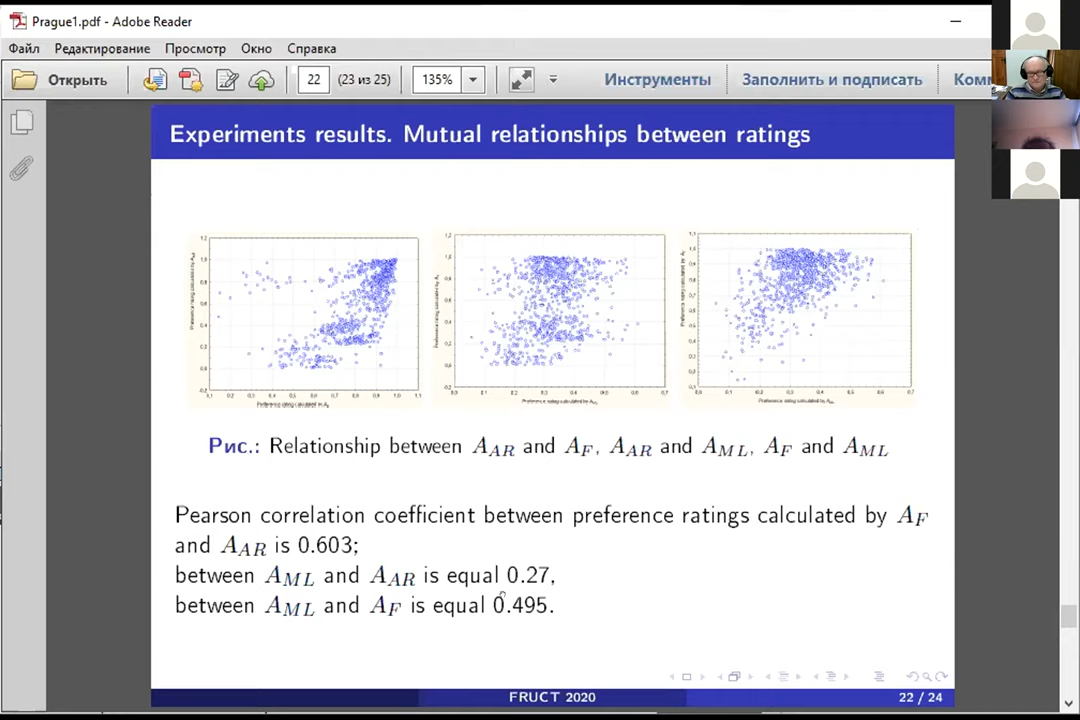 Prague1.pdf - Adobe Reader
Файл Редактирование Просмотр Окно Справка
Открыть 22 (23 из 25) 135% Инструменты Заполнить и подписать Комм
Experiments results. Mutual relationships between ratings
Рис.: Relationship between A_AR and A_F, A_AR and A_ML, A_F and A_ML
Pearson correlation coefficient between preference ratings calculated by A_F
and A_AR is 0.603;
between A_ML and A_AR is equal 0.27,
between A_ML and A_F is equal 0.495.
FRUCT 2020 22 / 24